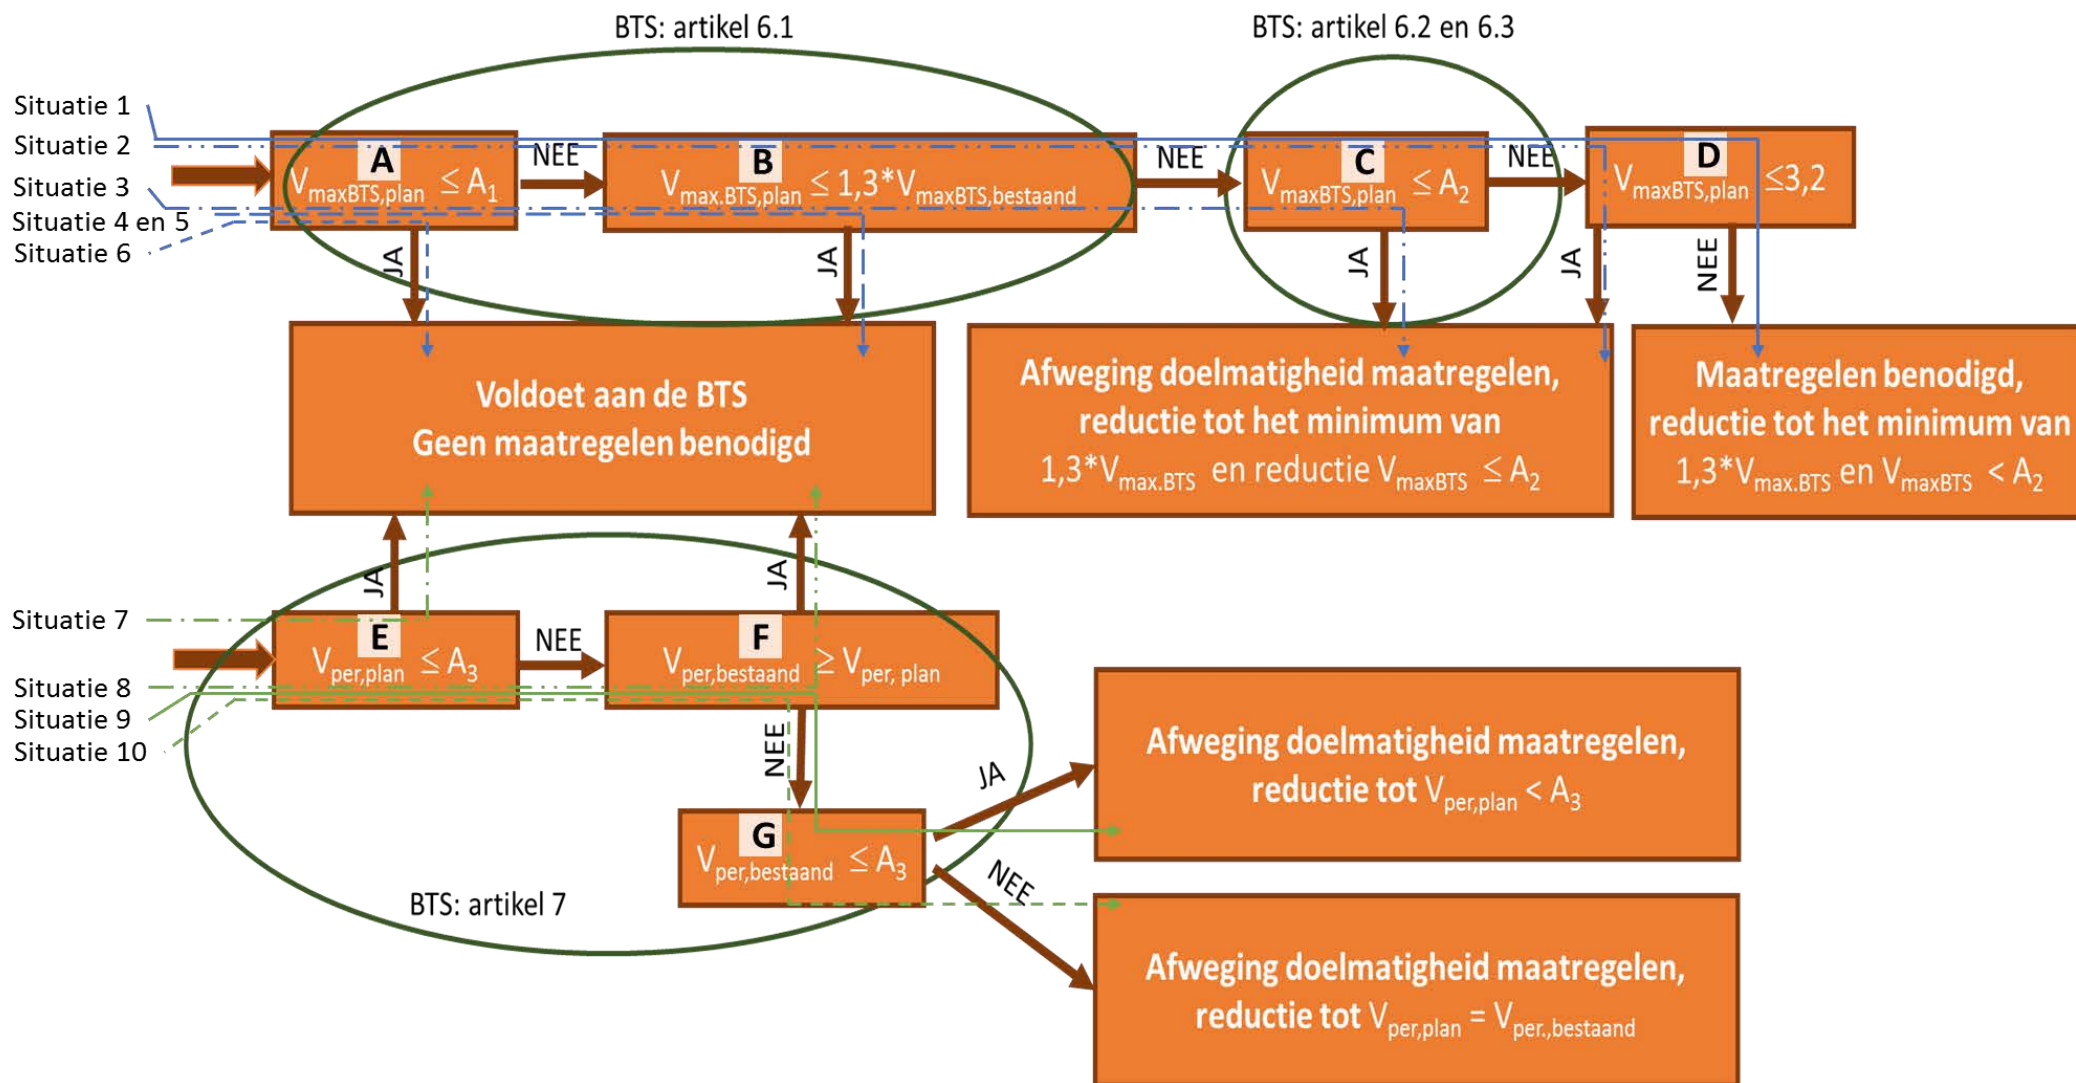 BTS: artikel 6.1
BTS: artikel 6.2 en 6.3
Situatie 1
Situatie 2
Situatie 3
Situatie 4 en 5
Situatie 6
A
VmaxBTS,plan ≤ A1
NEE
B
Vmax.BTS,plan ≤ 1,3*VmaxBTS,bestaand
NEE
C
VmaxBTS,plan ≤ A2
NEE
D
VmaxBTS,plan ≤3,2
JA
JA
JA
JA
NEE
Voldoet aan de BTS
Geen maatregelen benodigd
Afweging doelmatigheid maatregelen,
reductie tot het minimum van
1,3*Vmax.BTS en reductie VmaxBTS ≤ A2
Maatregelen benodigd,
reductie tot het minimum van
1,3*Vmax.BTS en VmaxBTS < A2
JA
JA
Situatie 7
Situatie 8
Situatie 9
Situatie 10
E
Vper,plan ≤ A3
NEE
F
Vper,bestaand ≥ Vper, plan
NEE
G
Vper,bestaand ≤ A3
JA
NEE
BTS: artikel 7
Afweging doelmatigheid maatregelen,
reductie tot Vper,plan < A3
Afweging doelmatigheid maatregelen,
reductie tot Vper,plan = Vper.,bestaand